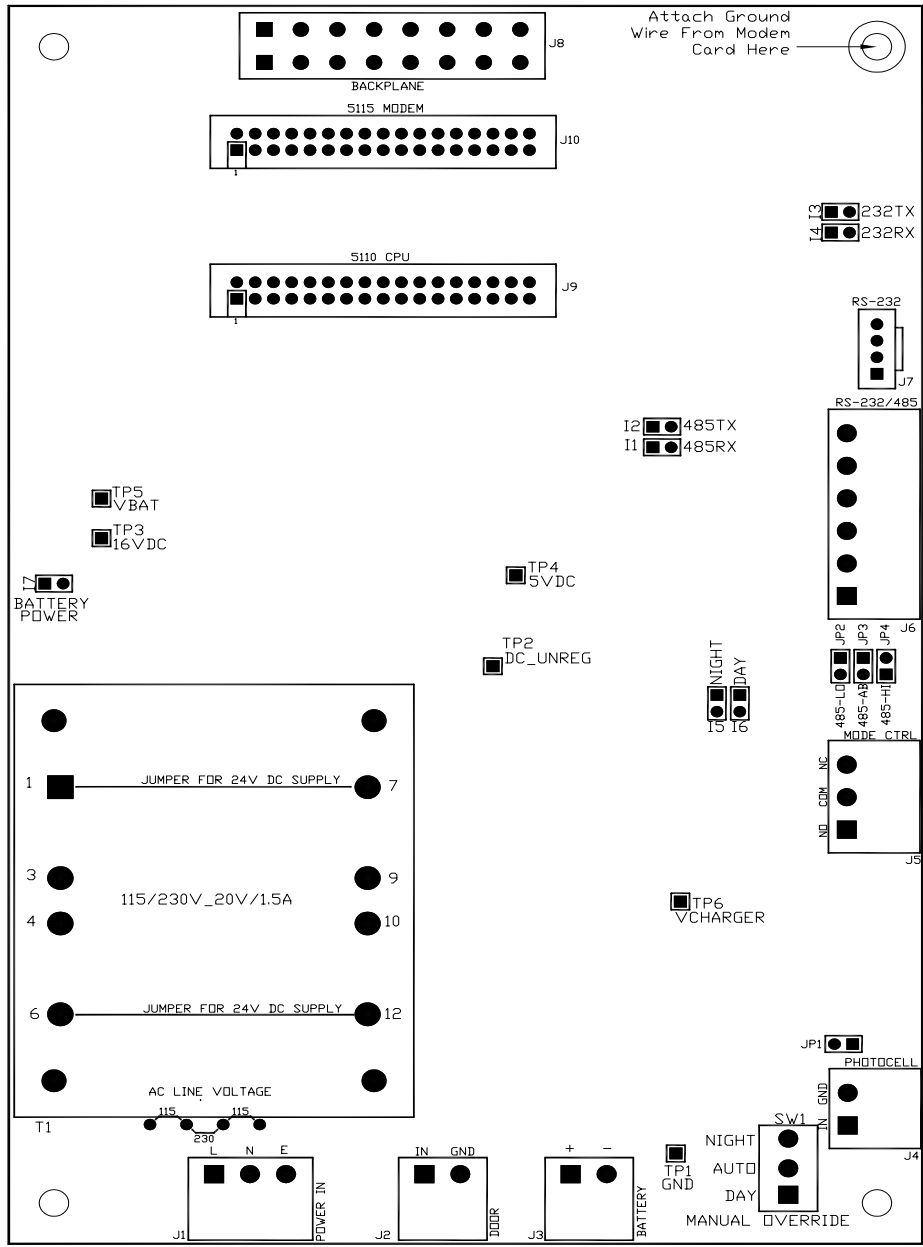 Attach Ground
Wire From Modem
Card Here
J8
BACKPLANE
5115 MODEM
J10
1
I3
232TX
I4
232RX
5110 CPU
J9
1
RS-232
J7
RS-232/485
I2
485TX
I1
485RX
TP5
VBAT
TP3
16VDC
TP4
5VDC
I7
BATTERY
POWER
J6
TP2
DC_UNREG
NIGHT
DAY
I5
I6
JP2
JP3
JP4
485-LO
485-AB
485-HI
MODE CTRL
NC
COM
NO
J5
1
JUMPER FOR 24V DC SUPPLY
7
3
9
115/230V_20V/1.5A
4
10
TP6
VCHARGER
6
JUMPER FOR 24V DC SUPPLY
12
JP1
PHOTOCELL
GND
IN
J4
AC LINE VOLTAGE
115
115
230
T1
L
N
E
POWER IN
J1
IN
GND
DOOR
J2
+
-
BATTERY
J3
TP1
GND
SW1
NIGHT
AUTO
DAY
MANUAL OVERRIDE